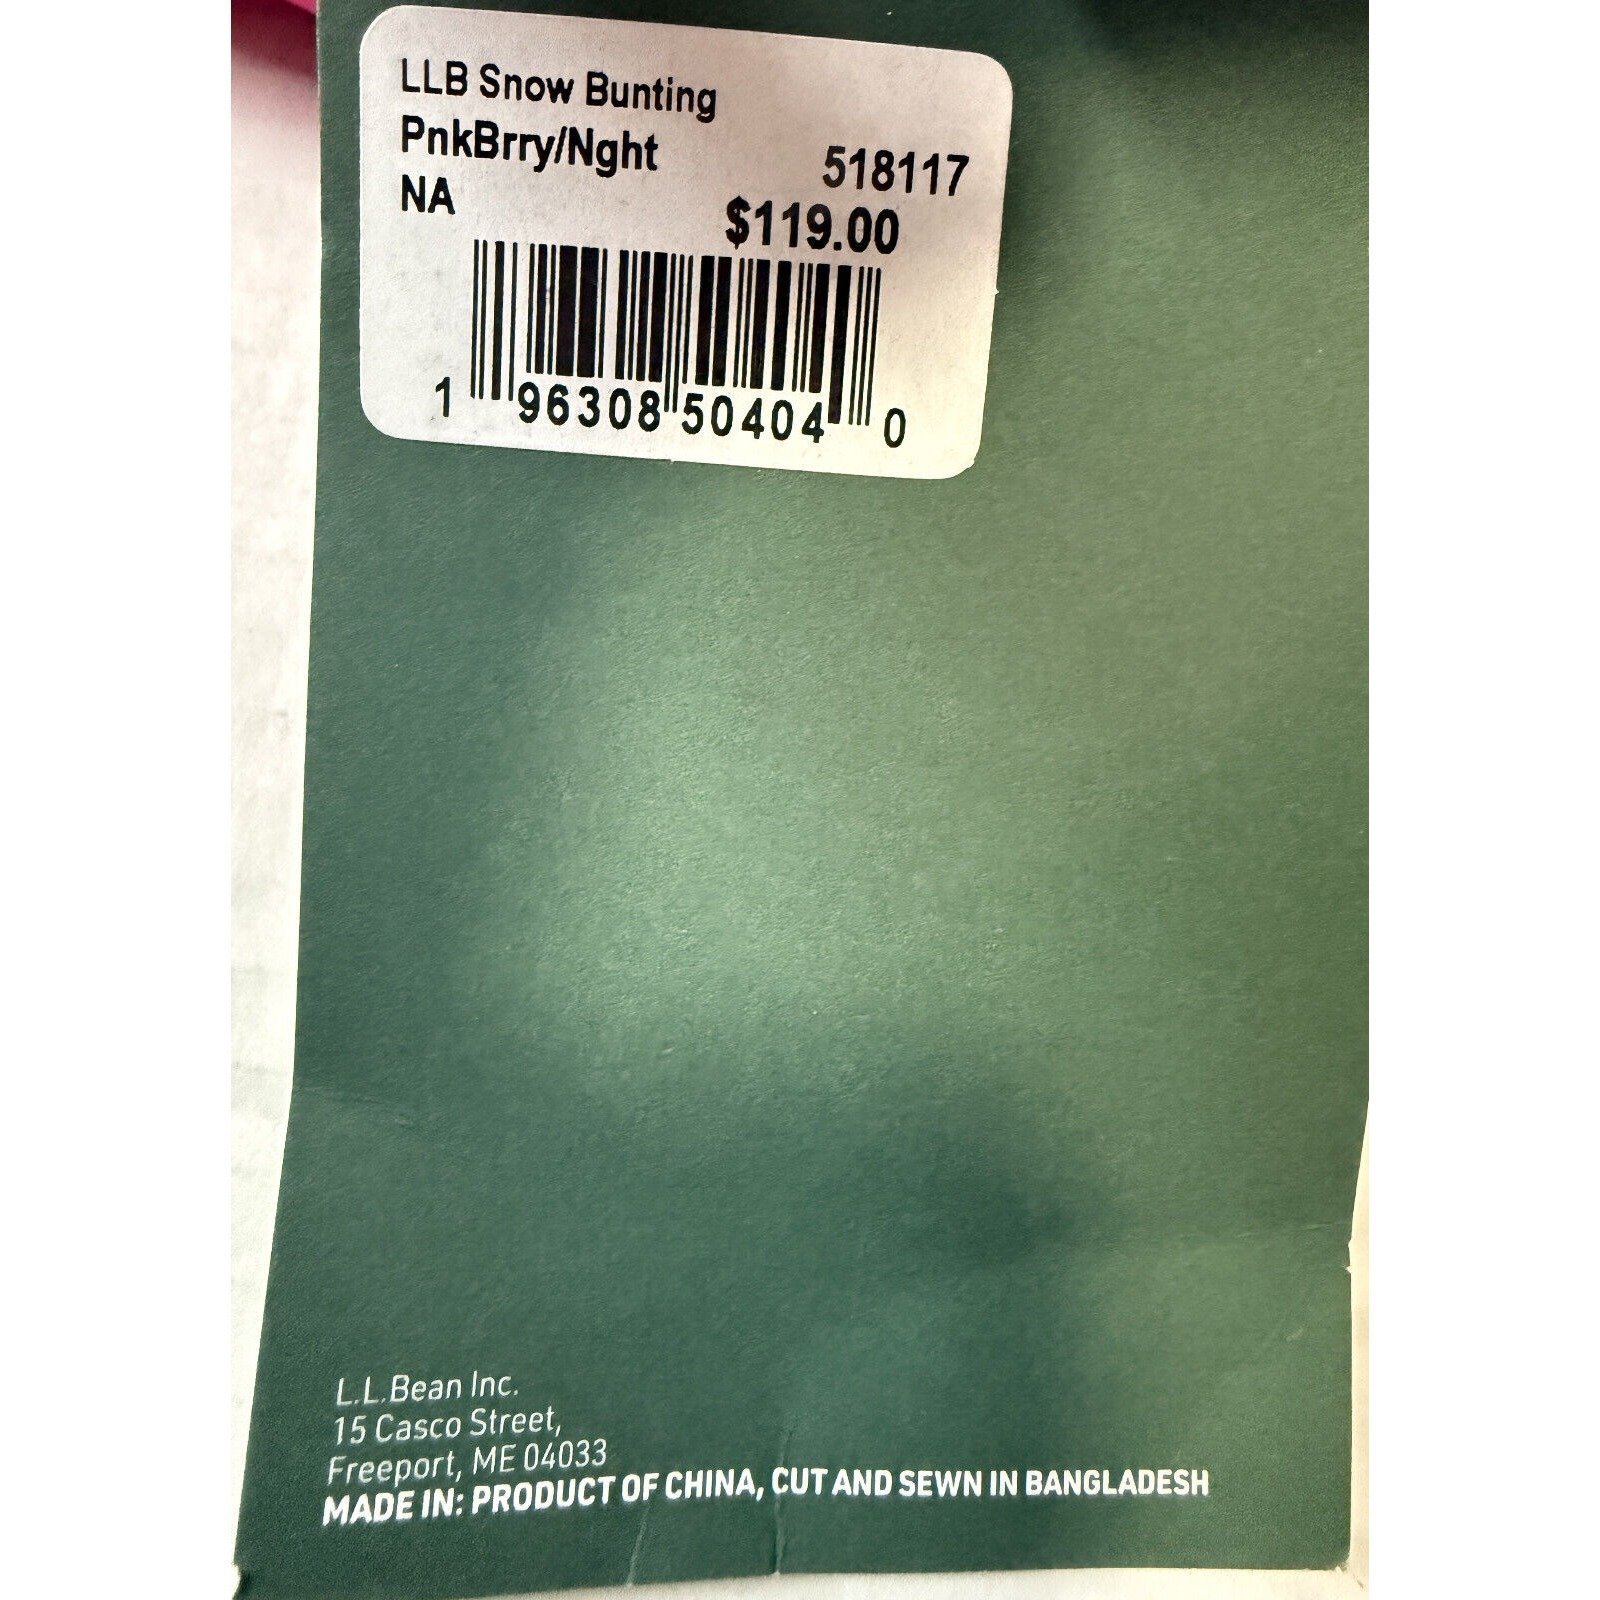 LLB Snow Bunting
PnkBrry/Nght 518117
NA $119.00
1 96308 50404 0
L.L.Bean Inc.
15 Casco Street,
Freeport, ME 04033
MADE IN: PRODUCT OF CHINA, CUT AND SEWN IN BANGLADESH